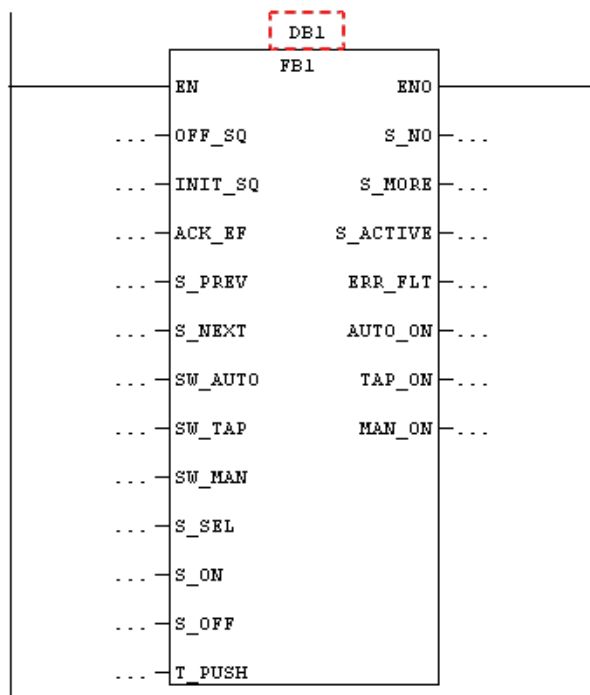 DB1
FB1
EN ENO
... OFF_SQ S_NO ...
... INIT_SQ S_MORE ...
... ACK_EF S_ACTIVE ...
... S_PREV ERR_FLT ...
... S_NEXT AUTO_ON ...
... SW_AUTO TAP_ON ...
... SW_TAP MAN_ON ...
... SW_MAN
... S_SEL
... S_ON
... S_OFF
... T_PUSH